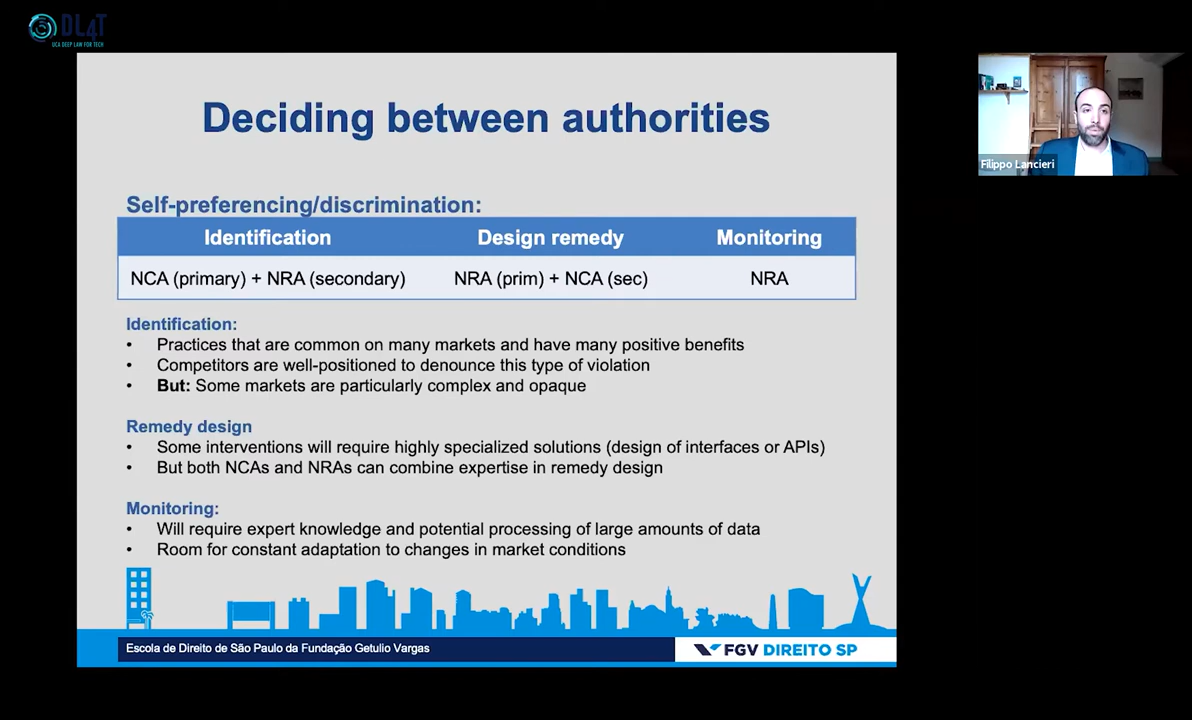 DL4T
UCA DEEP LAW FOR TECH
Deciding between authorities
Filippo Lancieri
Self-preferencing/discrimination:
Identification Design remedy Monitoring
NCA (primary) + NRA (secondary) NRA (prim) + NCA (sec) NRA
Identification:
• Practices that are common on many markets and have many positive benefits
• Competitors are well-positioned to denounce this type of violation
• But: Some markets are particularly complex and opaque
Remedy design
• Some interventions will require highly specialized solutions (design of interfaces or APIs)
• But both NCAs and NRAs can combine expertise in remedy design
Monitoring:
• Will require expert knowledge and potential processing of large amounts of data
• Room for constant adaptation to changes in market conditions
Escola de Direito de São Paulo da Fundação Getulio Vargas
FGV DIREITO SP